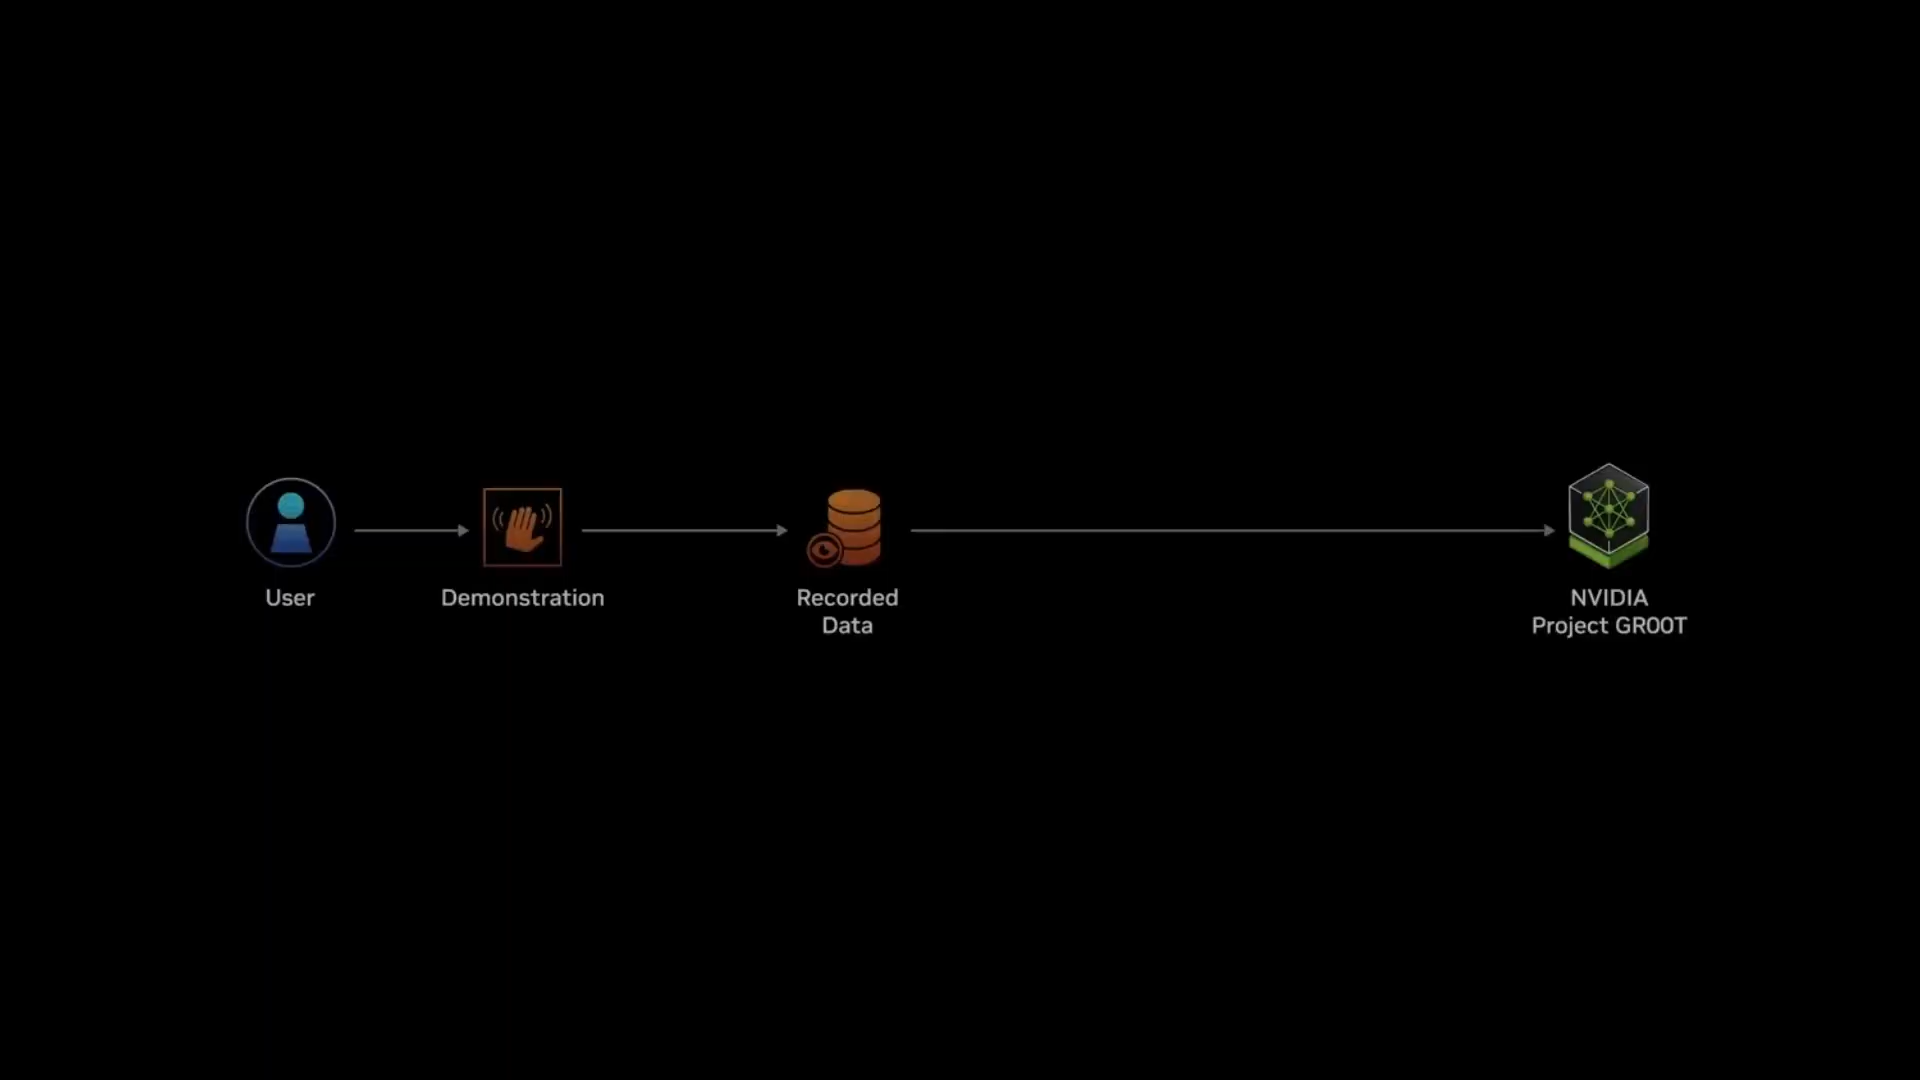 User
Demonstration
Recorded
Data
NVIDIA
Project GR00T